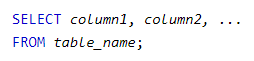 SELECT column1, column2, ...
FROM table_name;